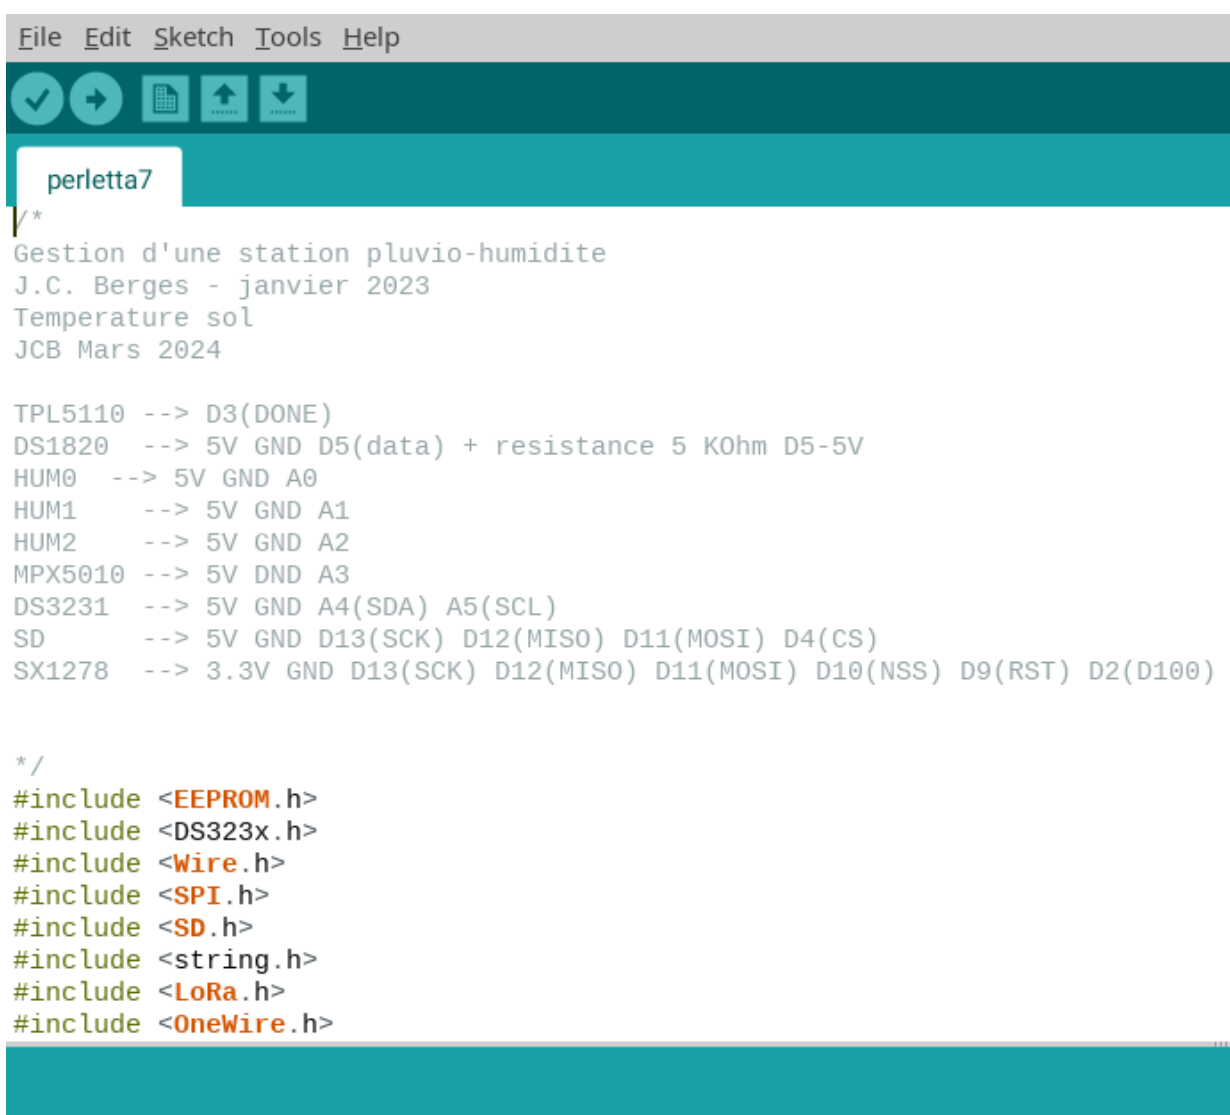 File Edit Sketch Tools Help
perletta7
/*
Gestion d'une station pluvio-humidite
J.C. Berges - janvier 2023
Temperature sol
JCB Mars 2024
TPL5110 --> D3(DONE)
DS1820  --> 5V GND D5(data) + resistance 5 KOhm D5-5V
HUM0  --> 5V GND A0
HUM1    --> 5V GND A1
HUM2    --> 5V GND A2
MPX5010 --> 5V DND A3
DS3231  --> 5V GND A4(SDA) A5(SCL)
SD      --> 5V GND D13(SCK) D12(MISO) D11(MOSI) D4(CS)
SX1278  --> 3.3V GND D13(SCK) D12(MISO) D11(MOSI) D10(NSS) D9(RST) D2(D100)
*/
#include <EEPROM.h>
#include <DS323x.h>
#include <Wire.h>
#include <SPI.h>
#include <SD.h>
#include <string.h>
#include <LoRa.h>
#include <OneWire.h>